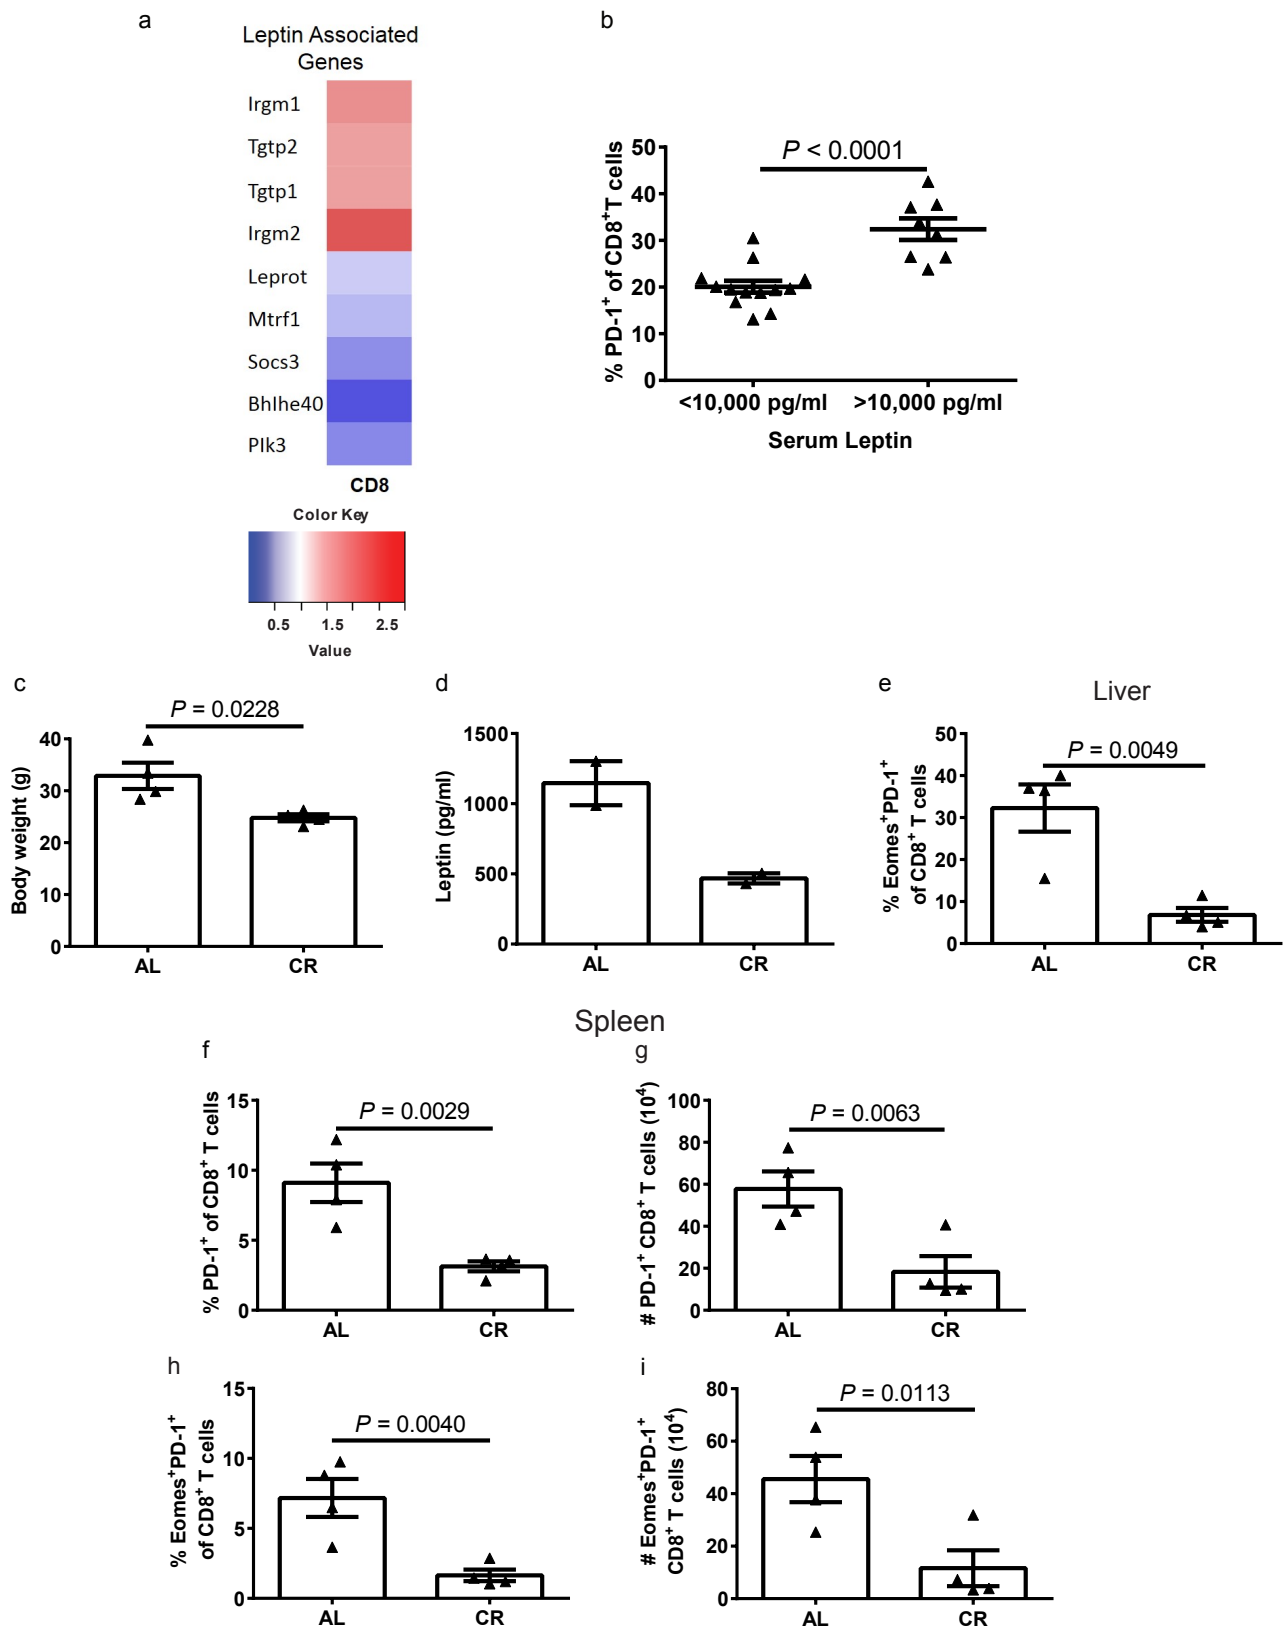 a
Leptin Associated
Genes
Irgm1
Tgtp2
Tgtp1
Irgm2
Leprot
Mtrf1
Socs3
Bhlhe40
Plk3
CD8
Color Key
0.5 1.5 2.5
Value
b
% PD-1⁺ of CD8⁺T cells
50
40
30
20
10
0
P < 0.0001
<10,000 pg/ml >10,000 pg/ml
Serum Leptin
c
Body weight (g)
40
30
20
10
0
P = 0.0228
AL CR
d
Leptin (pg/ml)
1500
1000
500
0
AL CR
e
Liver
% Eomes⁺PD-1⁺
of CD8⁺ T cells
50
40
30
20
10
0
P = 0.0049
AL CR
Spleen
f
% PD-1⁺ of CD8⁺ T cells
15
10
5
0
P = 0.0029
AL CR
g
# PD-1⁺ CD8⁺ T cells (10⁴)
100
80
60
40
20
0
P = 0.0063
AL CR
h
% Eomes⁺PD-1⁺
of CD8⁺ T cells
15
10
5
0
P = 0.0040
AL CR
i
# Eomes⁺PD-1⁺
CD8⁺ T cells (10⁴)
80
60
40
20
0
P = 0.0113
AL CR